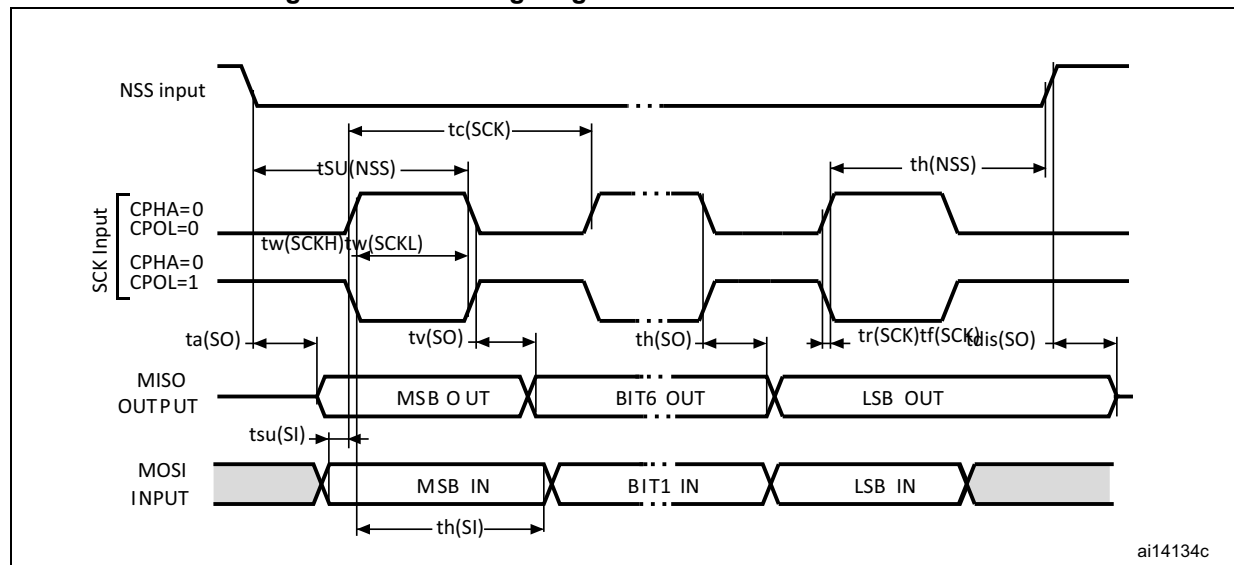 NSS input
tc(SCK)
tSU(NSS)
th(NSS)
SCK Input
CPHA=0
CPOL=0
tw(SCKH)
tw(SCKL)
CPHA=0
CPOL=1
ta(SO)
tv(SO)
th(SO)
tr(SCK)
tf(SCK)
tdis(SO)
MISO
OUTPUT
MSB OUT
BIT6 OUT
LSB OUT
tsu(SI)
MOSI
INPUT
MSB IN
BIT1 IN
LSB IN
th(SI)
ai14134c